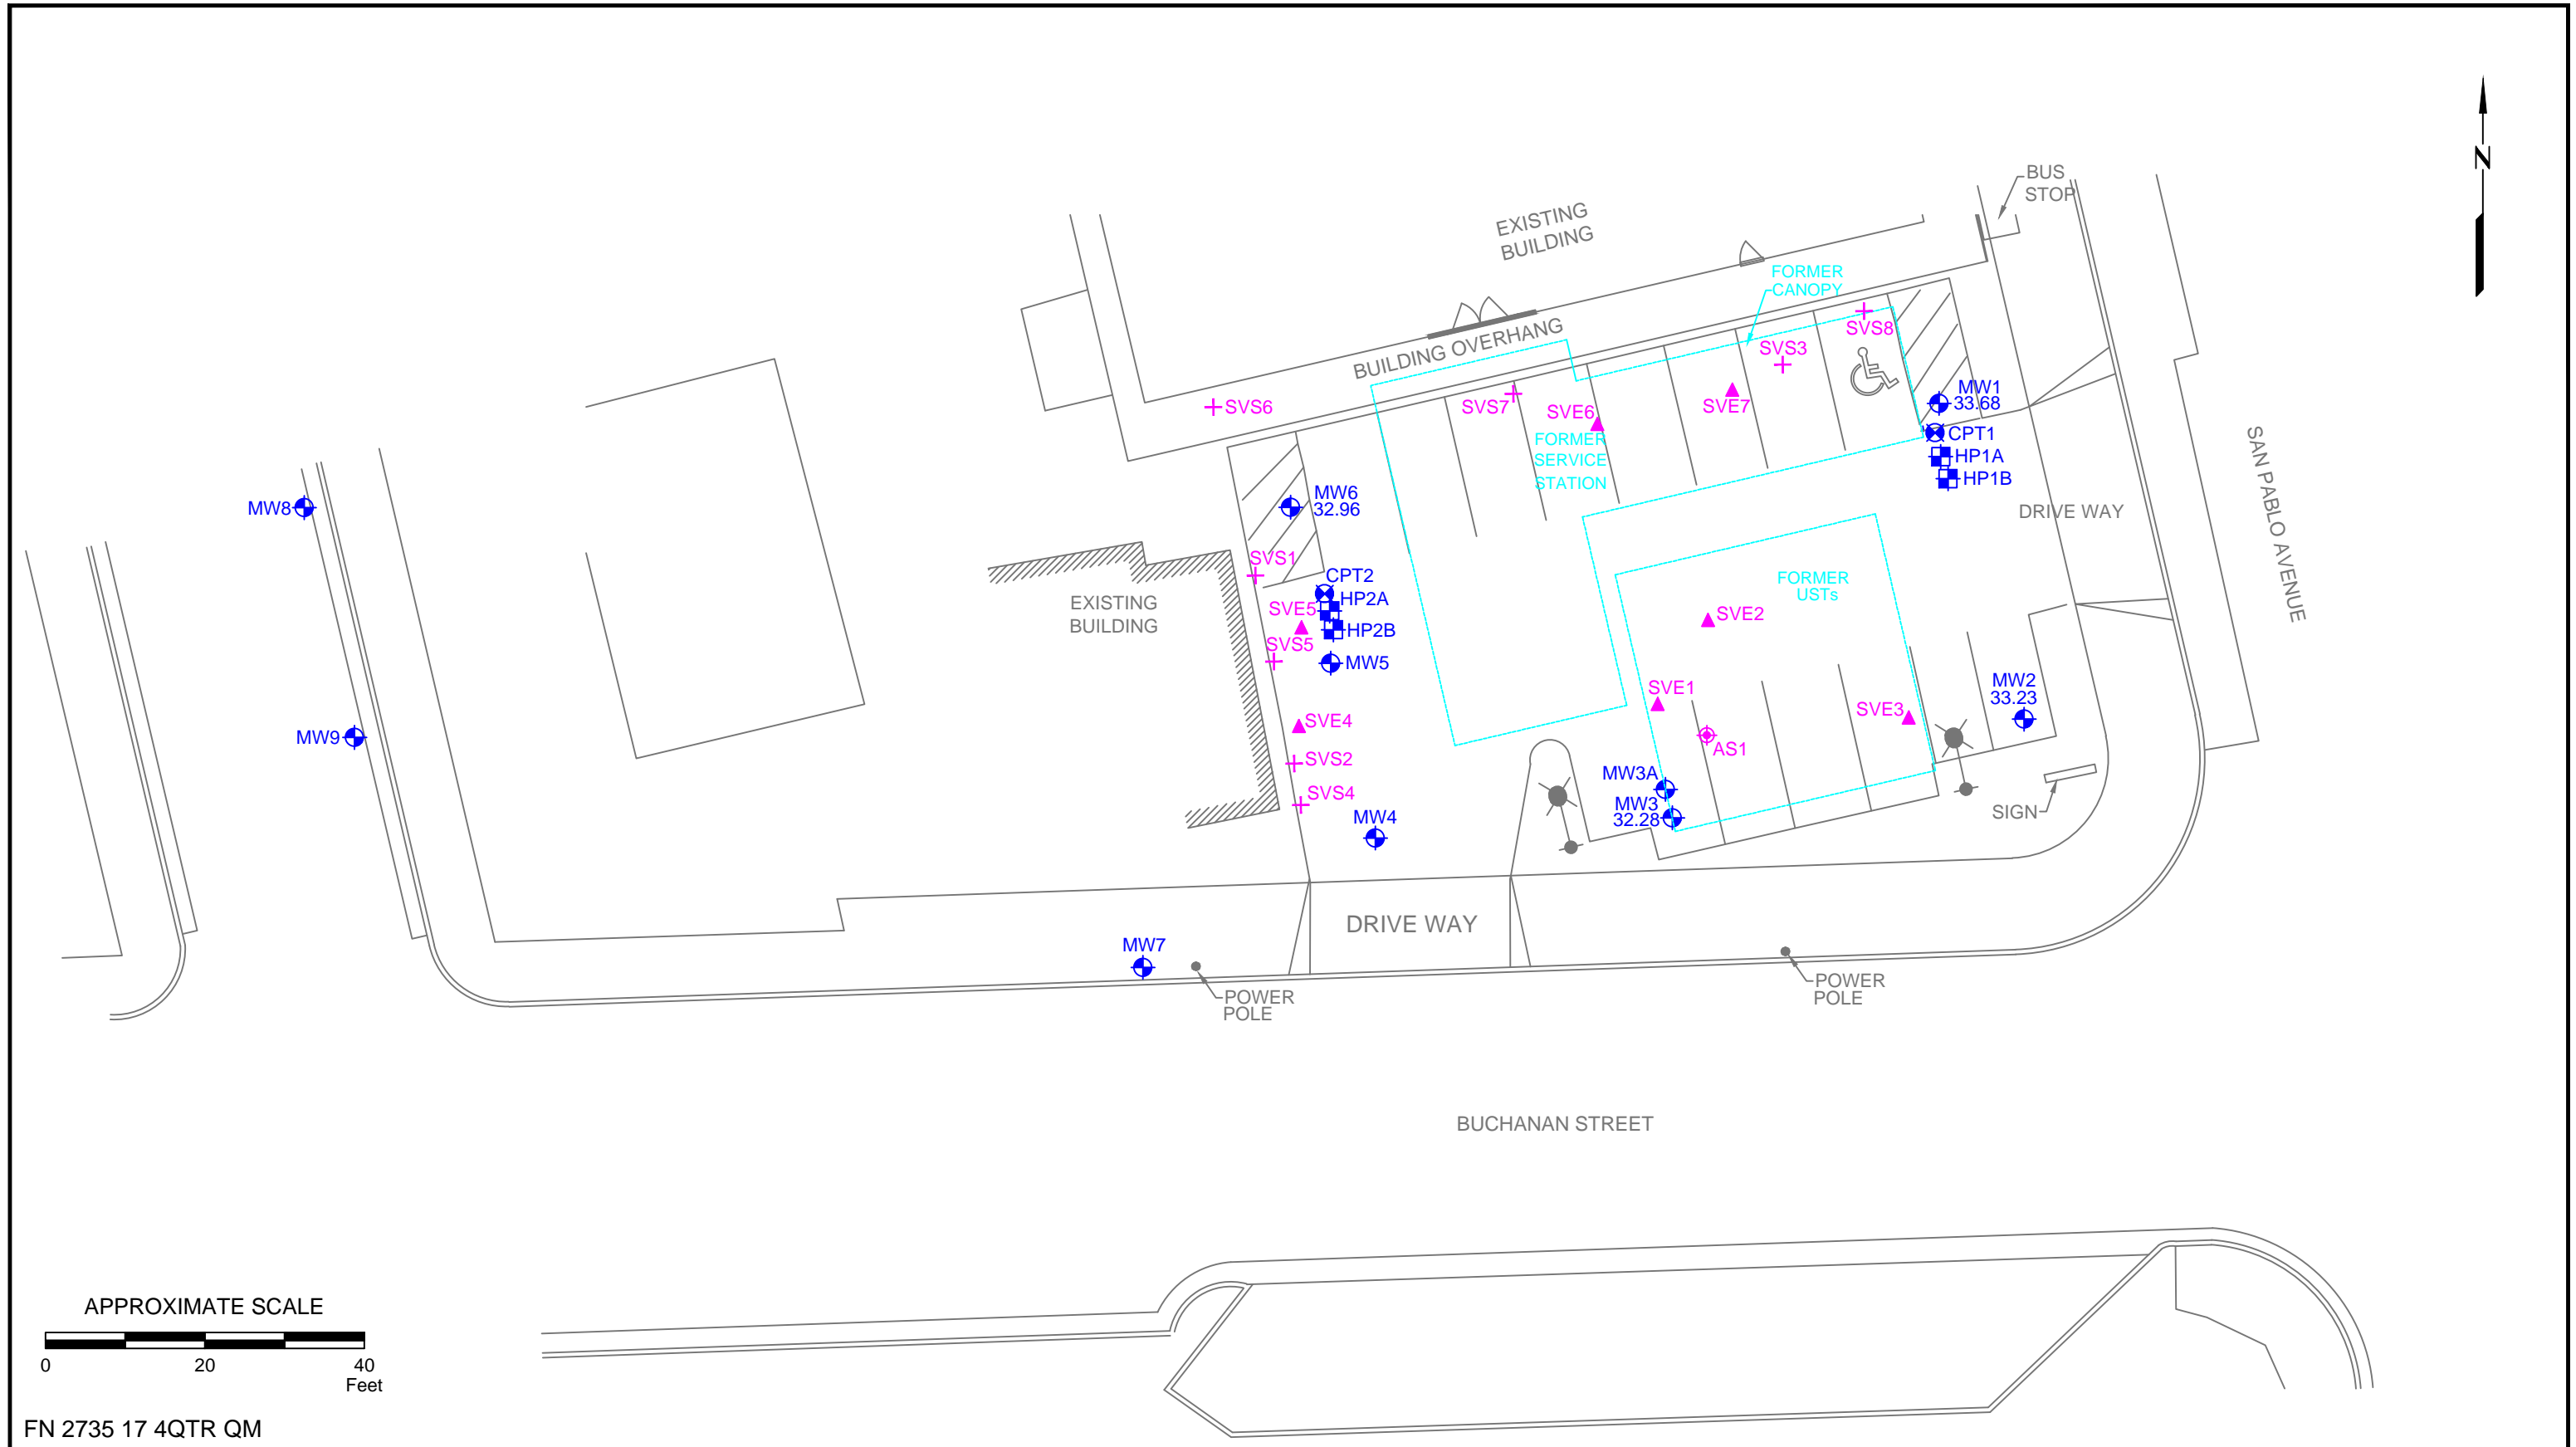 BUS
STOP
N
EXISTING
BUILDING
FORMER
CANOPY
BUILDING OVERHANG
SVS8
SVS3
SVS6
SVS7
SVE6
SVE7
MW1
33.68
CPT1
HP1A
HP1B
FORMER
SERVICE
STATION
SAN PABLO AVENUE
MW8
MW6
32.96
DRIVE WAY
SVS1
CPT2
HP2A
SVE5
HP2B
SVS5
MW5
EXISTING
BUILDING
FORMER
USTs
SVE2
SVE1
SVE3
MW2
33.23
MW9
SVE4
AS1
SVS2
SVS4
MW3A
MW3
32.28
MW4
SIGN
DRIVE WAY
MW7
POWER
POLE
POWER
POLE
BUCHANAN STREET
APPROXIMATE SCALE
0 20 40
Feet
FN 2735 17 4QTR QM